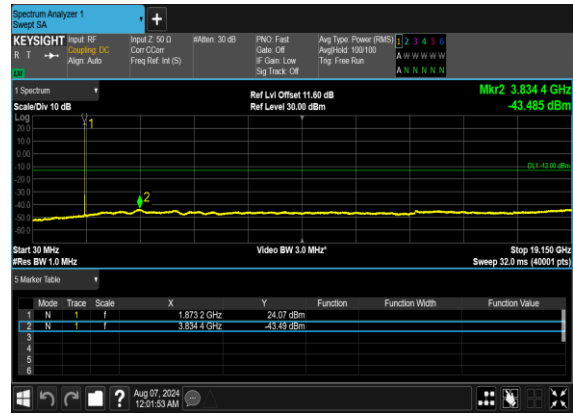 Spectrum Analyzer 1
Swept SA
+
KEYSIGHT Input: RF Input Z: 50 Ω #Atten: 30 dB PNO: Fast Avg Type: Power (RMS) 1 2 3 4 5 6
R T Coupling: DC Corr CCorr Gate: Off Avg|Hold: 100/100 A W W W W W
Align: Auto Freq Ref: Int (S) IF Gain: Low Trig: Free Run
Sig Track: Off A N N N N N
1 Spectrum
Ref Lvl Offset 11.60 dB Mkr2 3.834 4 GHz
Scale/Div 10 dB Ref Level 30.00 dBm -43.485 dBm
Log
1
20.0
10.0
0.00
-10.0
DL1 -13.00 dBm
-20.0
-30.0
2
-40.0
-50.0
-60.0
Start 30 MHz Video BW 3.0 MHz* Stop 19.150 GHz
#Res BW 1.0 MHz Sweep 32.0 ms (40001 pts)
5 Marker Table
Mode Trace Scale X Y Function Function Width Function Value
1 N 1 f 1.873 2 GHz 24.07 dBm
2 N 1 f 3.834 4 GHz -43.49 dBm
3
4
5
6
? Aug 07, 2024
12:01:53 AM